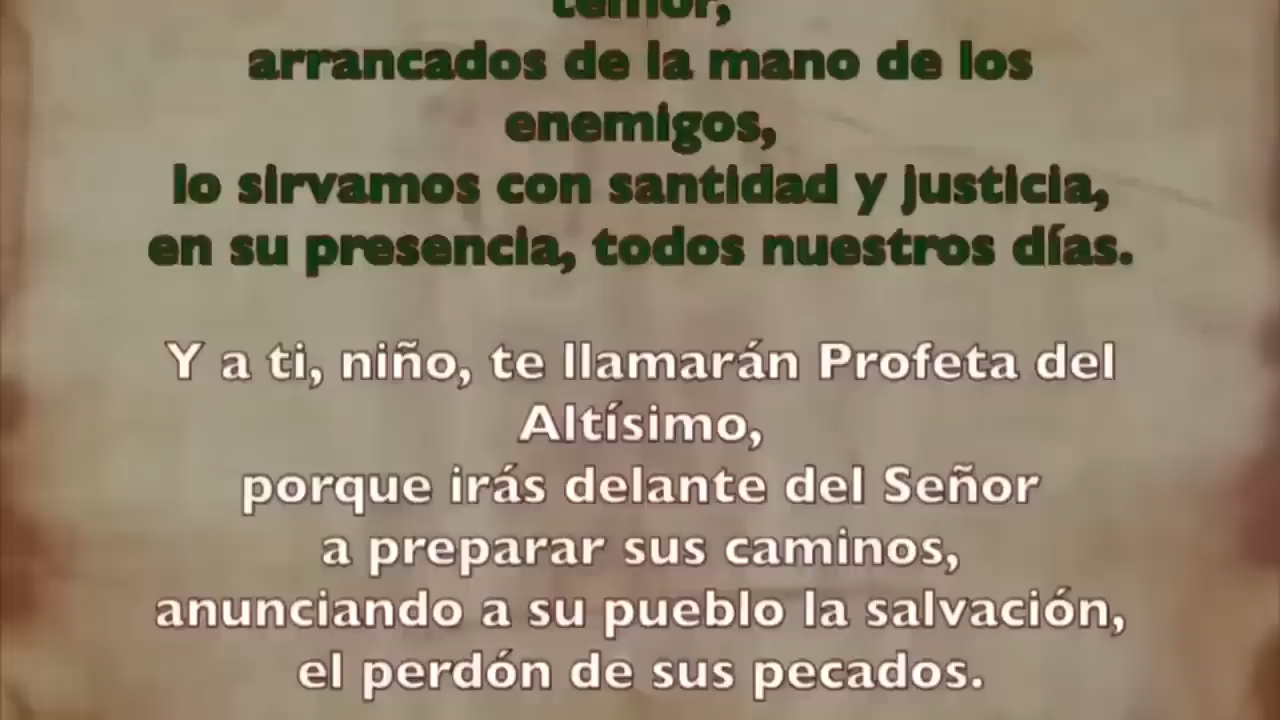 temor,
arrancados de la mano de los
enemigos,
lo sirvamos con santidad y justicia,
en su presencia, todos nuestros días.
Y a ti, niño, te llamarán Profeta del
Altísimo,
porque irás delante del Señor
a preparar sus caminos,
anunciando a su pueblo la salvación,
el perdón de sus pecados.